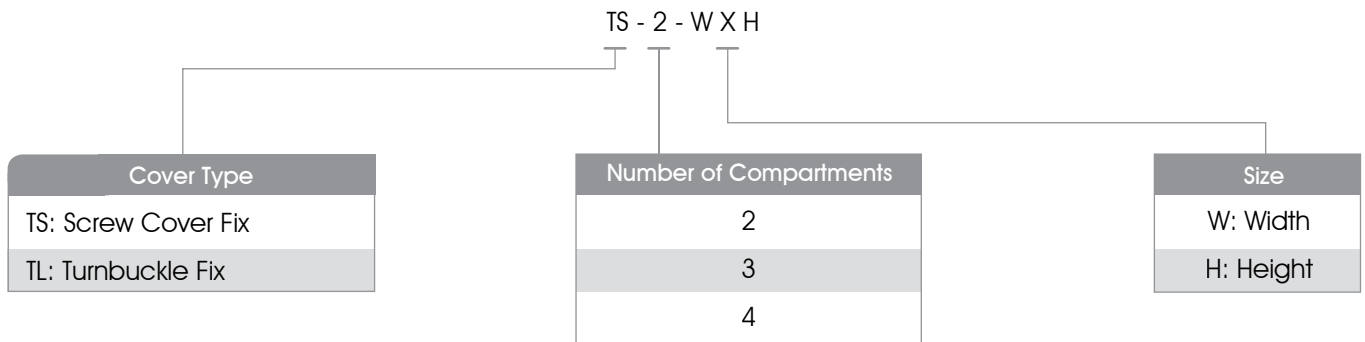 TS - 2 - W X H
Cover Type
TS: Screw Cover Fix
TL: Turnbuckle Fix
Number of Compartments
2
3
4
Size
W: Width
H: Height